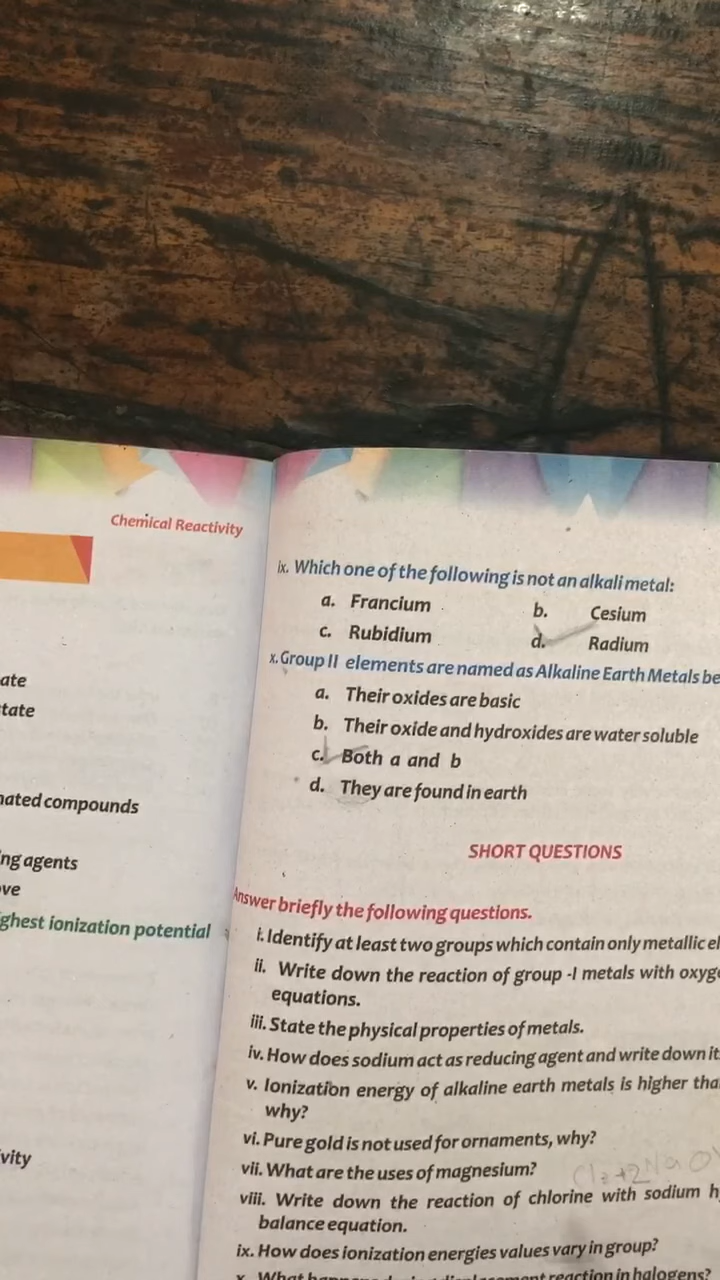 Chemical Reactivity
ate
tate
nated compounds
ng agents
ve
ghest ionization potential
vity
ix. Which one of the following is not an alkali metal:
a. Francium b. Cesium
c. Rubidium d. Radium
x. Group II elements are named as Alkaline Earth Metals be
a. Their oxides are basic
b. Their oxide and hydroxides are water soluble
c. Both a and b
d. They are found in earth
SHORT QUESTIONS
Answer briefly the following questions.
i. Identify at least two groups which contain only metallic el
ii. Write down the reaction of group -I metals with oxyge
equations.
iii. State the physical properties of metals.
iv. How does sodium act as reducing agent and write down it
v. Ionization energy of alkaline earth metals is higher tha
why?
vi. Pure gold is not used for ornaments, why?
vii. What are the uses of magnesium?
Cl2+2NaOH
viii. Write down the reaction of chlorine with sodium h
balance equation.
ix. How does ionization energies values vary in group?
x. What reaction in halogens?